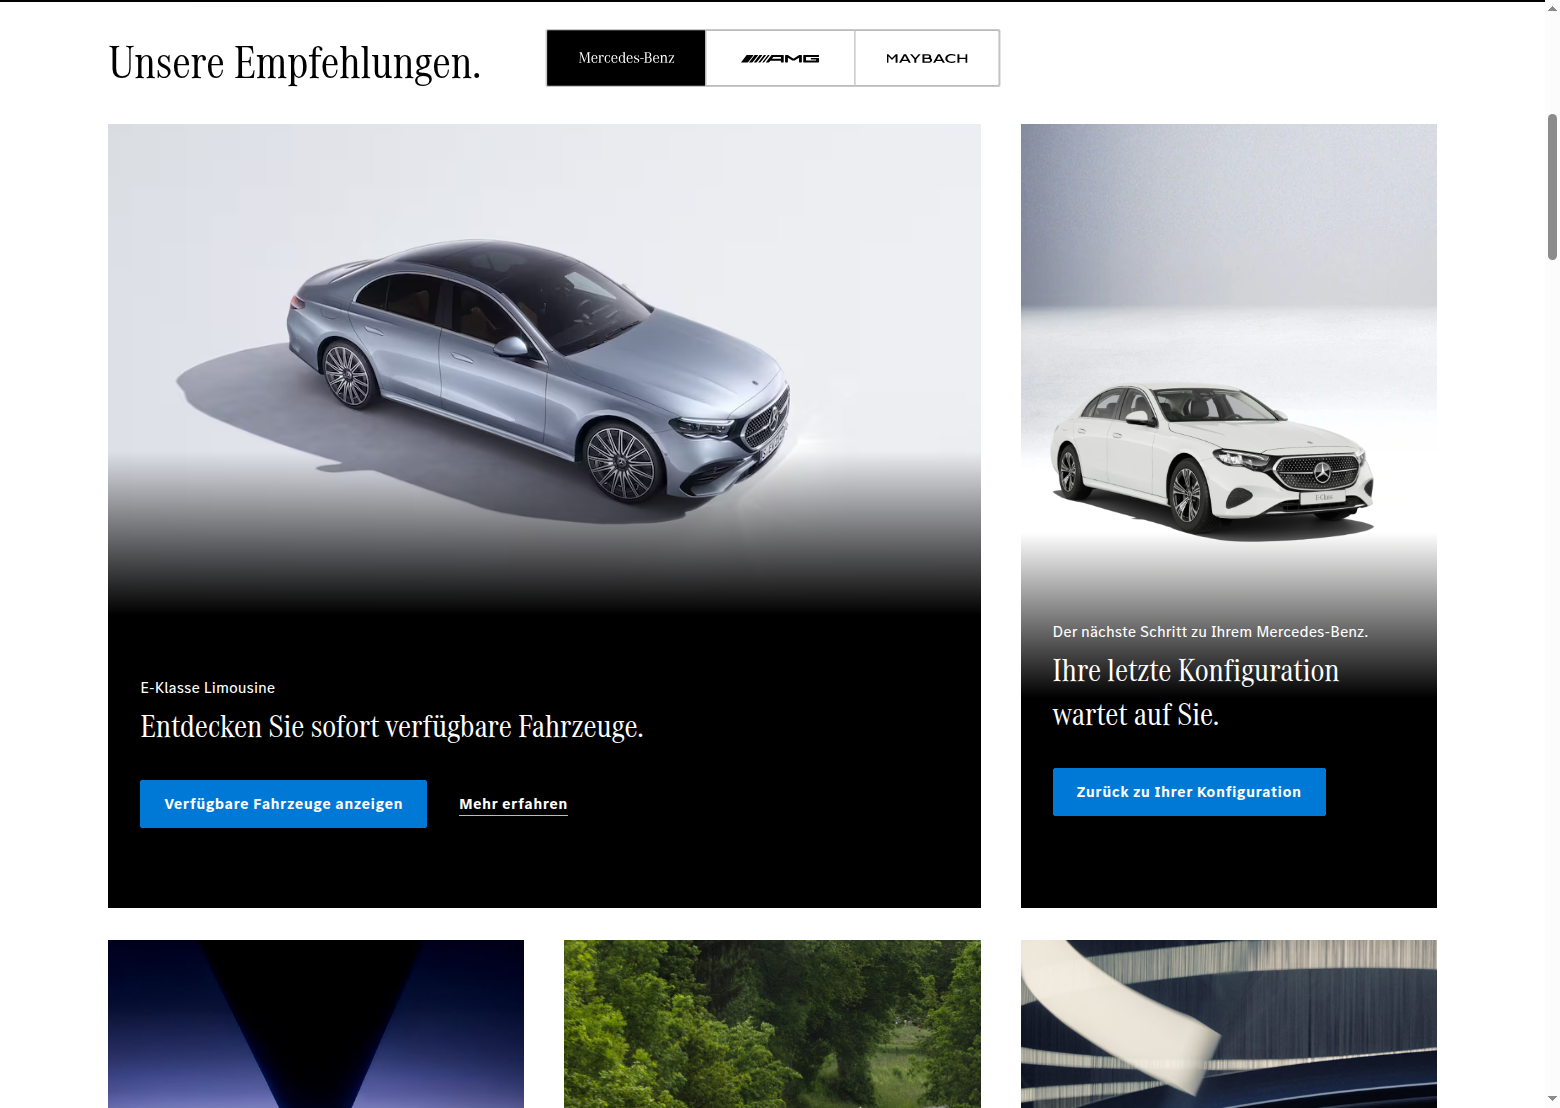 Unsere Empfehlungen.
Mercedes-Benz
AMG
MAYBACH
E-Klasse Limousine
Entdecken Sie sofort verfügbare Fahrzeuge.
Verfügbare Fahrzeuge anzeigen
Mehr erfahren
E-Class
Der nächste Schritt zu Ihrem Mercedes-Benz.
Ihre letzte Konfiguration
wartet auf Sie.
Zurück zu Ihrer Konfiguration